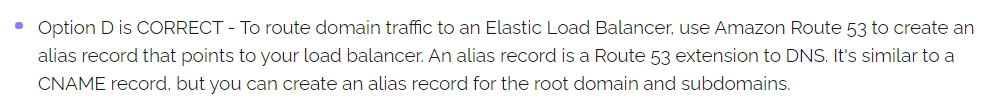 Option D is CORRECT - To route domain traffic to an Elastic Load Balancer, use Amazon Route 53 to create an
alias record that points to your load balancer. An alias record is a Route 53 extension to DNS. It's similar to a
CNAME record, but you can create an alias record for the root domain and subdomains.